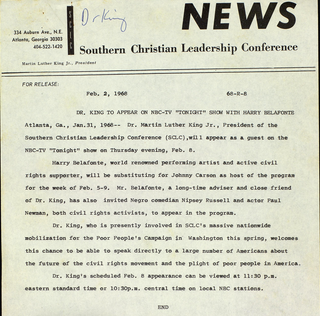 Dr King
NEWS
334 Auburn Ave., N.E.
Atlanta, Georgia 30303
404-522-1420
Southern Christian Leadership Conference
Martin Luther King Jr., President
FOR RELEASE:
Feb. 2, 1968
68-R-6
DR. KING TO APPEAR ON NBC-TV "TONIGHT" SHOW WITH HARRY BELAFONTE
Atlanta, Ga., Jan.31, 1968-- Dr. Martin Luther King Jr., President of the
Southern Christian Leadership Conference (SCLC),will appear as a guest on the
NBC-TV "Tonight" show on Thursday evening, Feb. 8.
Harry Belafonte, world renowned performing artist and active civil
rights supporter, will be substituting for Johnny Carson as host of the program
for the week of Feb. 5-9. Mr. Belafonte, a long-time adviser and close friend
of Dr. King, has also invited Negro comedian Nipsey Russell and actor Paul
Newman, both civil rights activists, to appear in the program.
Dr. King, who is presently involved in SCLC's massive nationwide
mobilization for the Poor People's Campaign in Washington this spring, welcomes
this chance to be able to speak directly to a large number of Americans about
the future of the civil rights movement and the plight of poor people in America.
Dr. King's scheduled Feb. 8 appearance can be viewed at 11:30 p.m.
eastern standard time or 10:30p.m. central time on local NBC stations.
END